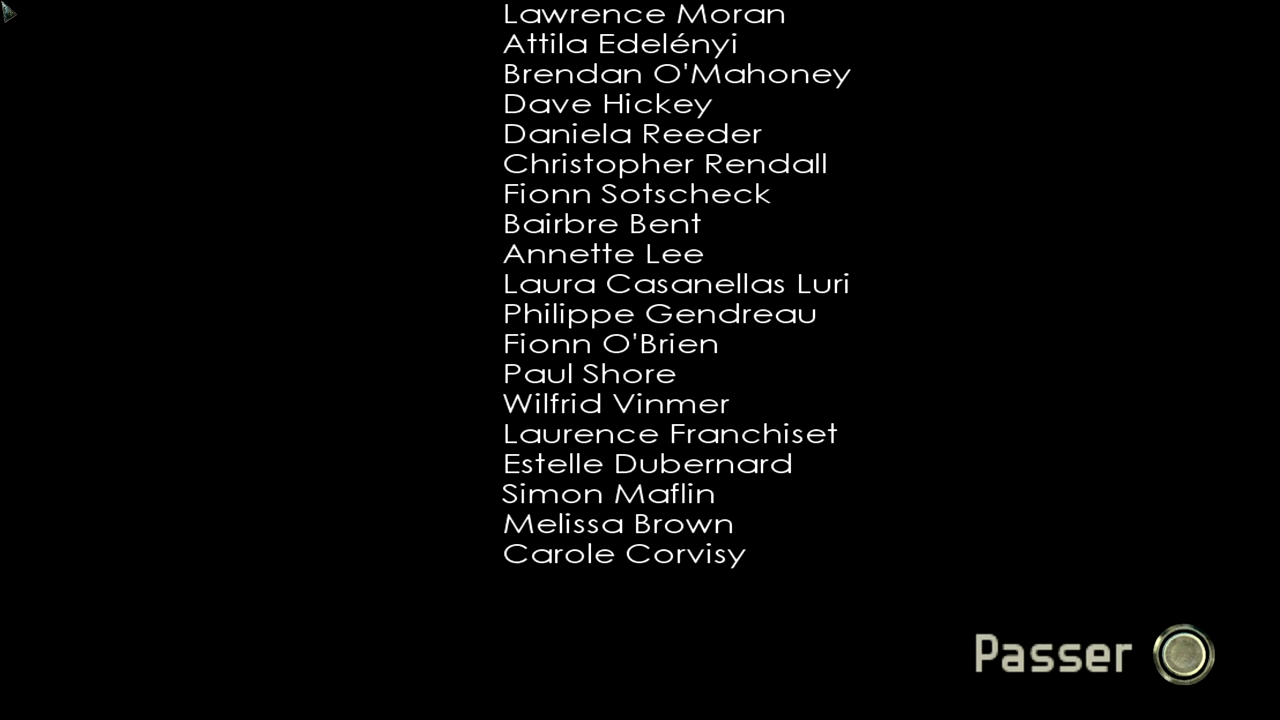 Lawrence Moran
Attila Edelényi
Brendan O'Mahoney
Dave Hickey
Daniela Reeder
Christopher Rendall
Fionn Sotscheck
Bairbre Bent
Annette Lee
Laura Casanellas Luri
Philippe Gendreau
Fionn O'Brien
Paul Shore
Wilfrid Vinmer
Laurence Franchiset
Estelle Dubernard
Simon Maflin
Melissa Brown
Carole Corvisy
Passer